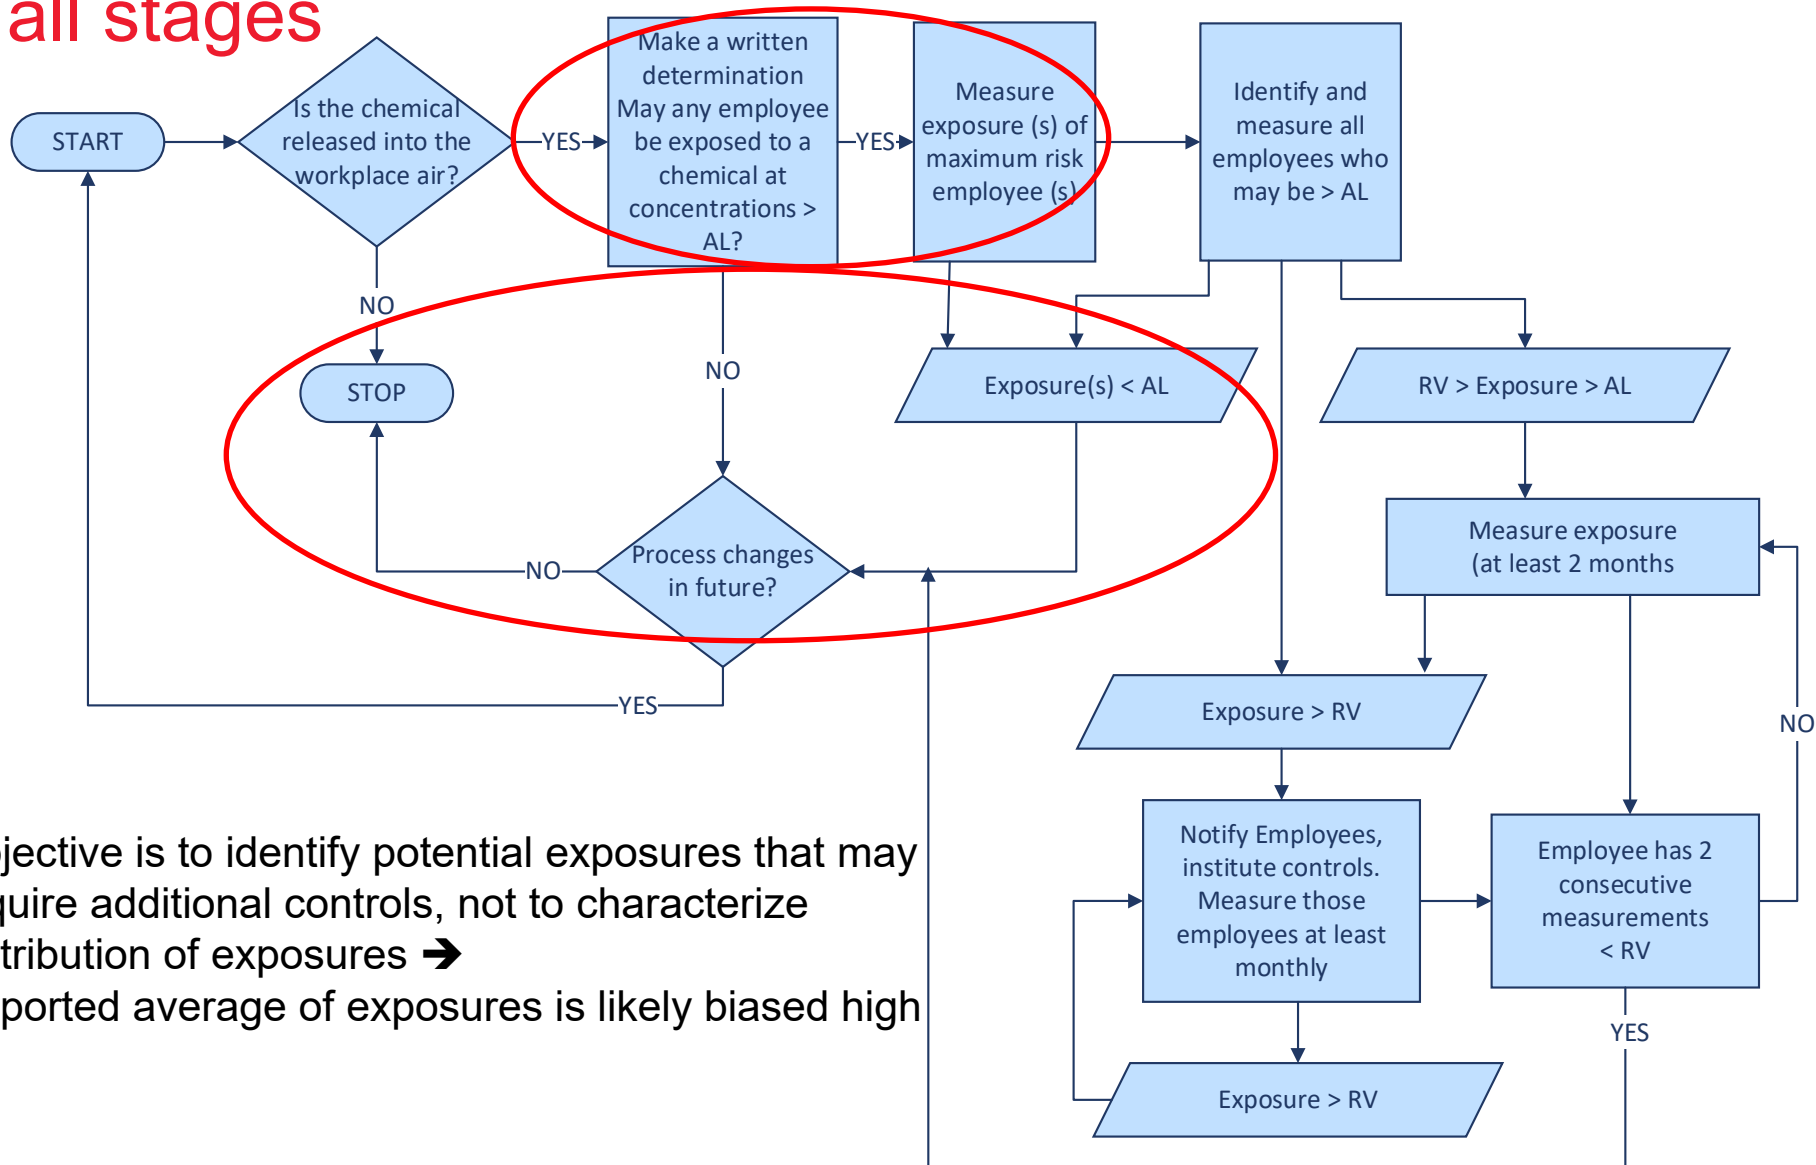 all stages
START
Is the chemical
released into the
workplace air?
YES
Make a written
determination
May any employee
be exposed to a
chemical at
concentrations >
AL?
YES
Measure
exposure (s) of
maximum risk
employee (s)
Identify and
measure all
employees who
may be > AL
NO
STOP
NO
Exposure(s) < AL
RV > Exposure > AL
Process changes
in future?
NO
YES
Measure exposure
(at least 2 months
Exposure > RV
NO
Notify Employees,
institute controls.
Measure those
employees at least
monthly
Employee has 2
consecutive
measurements
< RV
YES
Exposure > RV
jective is to identify potential exposures that may
quire additional controls, not to characterize
tribution of exposures ➔
ported average of exposures is likely biased high